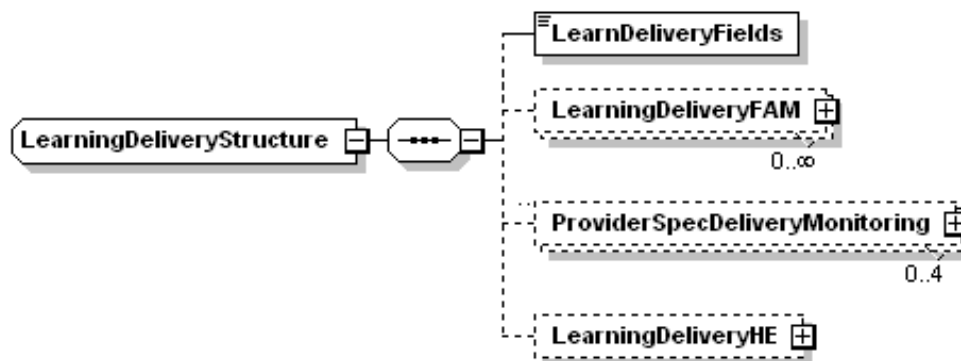 LearnDeliveryFields
LearningDeliveryFAM
0..∞
LearningDeliveryStructure
ProviderSpecDeliveryMonitoring
0..4
LearningDeliveryHE